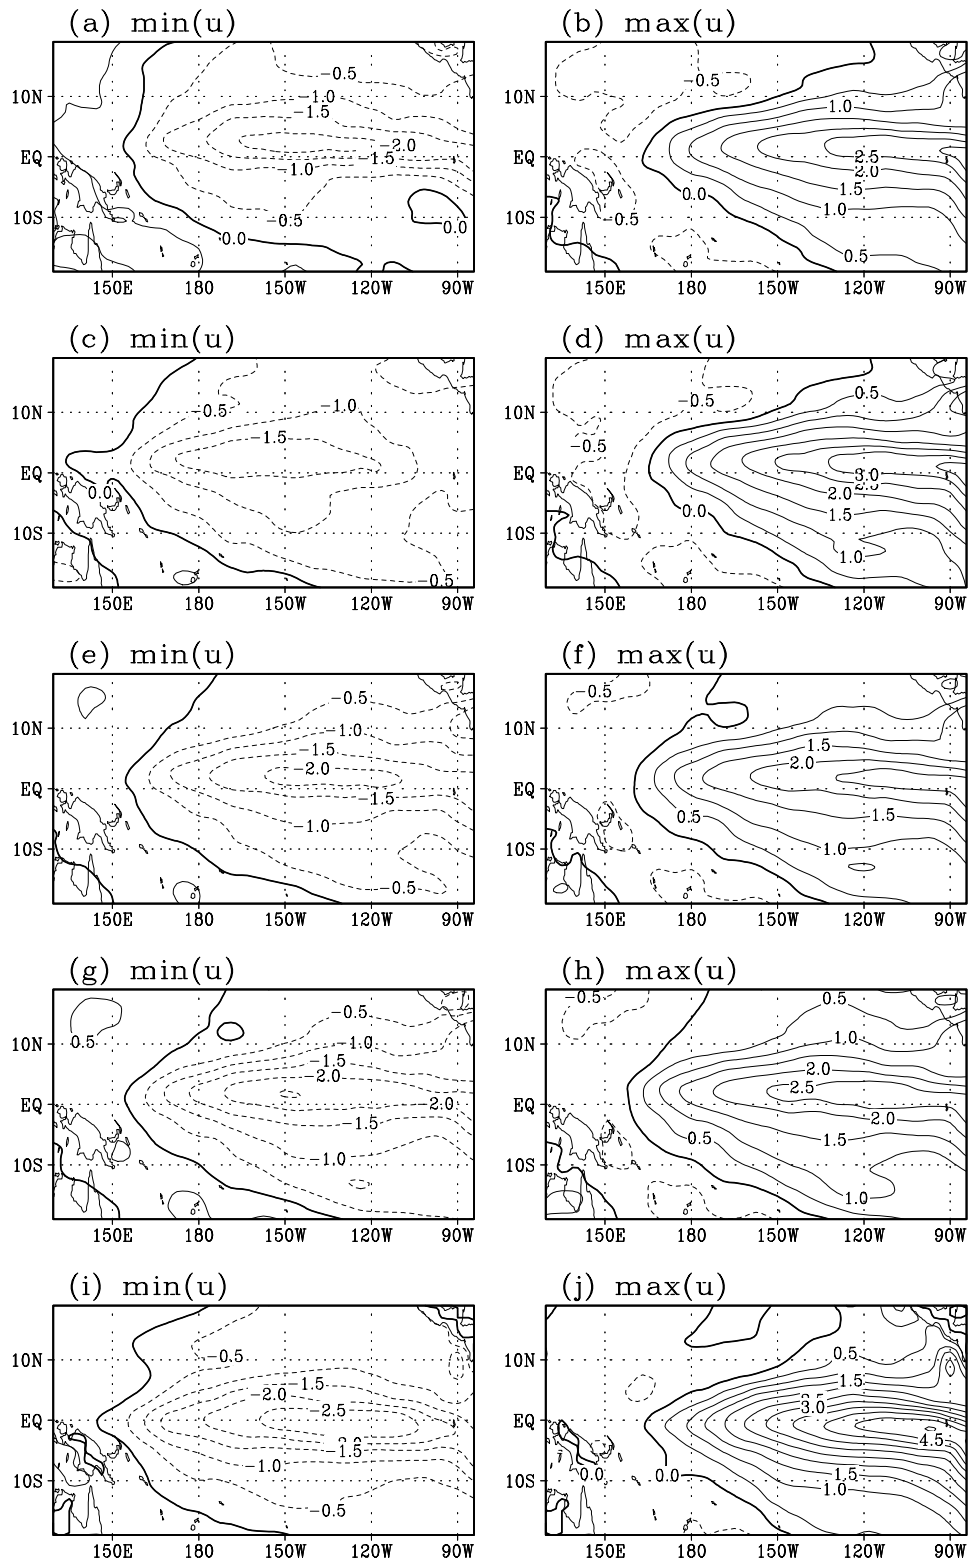 (a) min(u) (b) max(u)
−0.5 −0.5
10N −1.0 10N 1.0
−1.5
−2.0
EQ −1.5 EQ 2.5
−1.0 2.0
0.0 1.5
10S −0.5 0.0 10S −0.5 1.0
0.0 0.5
150E 180 150W 120W 90W 150E 180 150W 120W 90W
(c) min(u) (d) max(u)
−0.5 −1.0 −0.5 0.5
10N 10N
−1.5 −0.5
EQ EQ 3.0
0.0 2.5
2.0
10S 10S 0.0 1.5
−0.5 1.0
150E 180 150W 120W 90W 150E 180 150W 120W 90W
(e) min(u) (f) max(u)
−0.5 −0.5
10N −1.0 10N
−1.5 1.5
−2.0 2.0
EQ −1.5 EQ
−1.0 0.5 1.5
10S 10S 1.0
−0.5
150E 180 150W 120W 90W 150E 180 150W 120W 90W
(g) min(u) (h) max(u)
−0.5 −0.5 0.5
0.5
10N −1.0 10N 1.0
−1.5 2.0
−2.0 2.5
EQ −2.0 EQ 2.0
−1.5 0.5 1.5
10S −1.0 10S
1.0
150E 180 150W 120W 90W 150E 180 150W 120W 90W
(i) min(u) (j) max(u)
10N −0.5 10N 0.5
−1.5 1.5
−2.0 3.0
EQ −2.5 EQ
−2.0 4.5
−1.5
10S −1.0 10S 0.0 0.0 1.5
−0.5 1.0
150E 180 150W 120W 90W 150E 180 150W 120W 90W